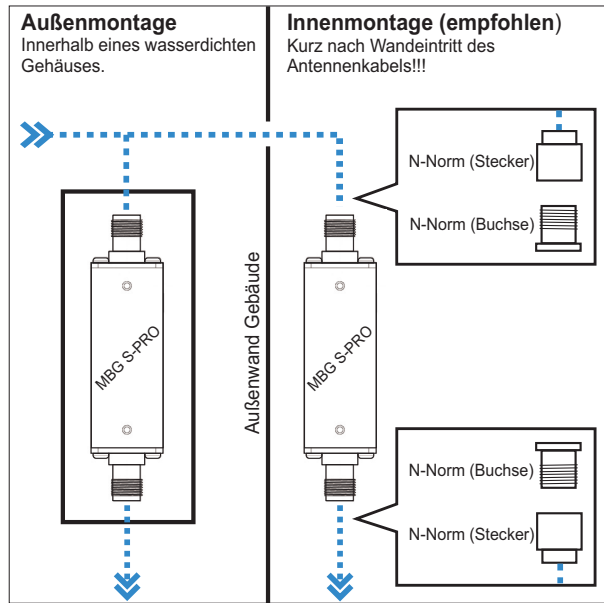 Außenmontage
Innerhalb eines wasserdichten
Gehäuses.
MBG S-PRO
Außenwand Gebäude
Innenmontage (empfohlen)
Kurz nach Wandeintritt des
Antennenkabels!!!
N-Norm (Stecker)
N-Norm (Buchse)
MBG S-PRO
N-Norm (Buchse)
N-Norm (Stecker)